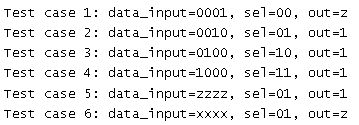 Test case 1: data_input=0001, sel=00, out=z
Test case 2: data_input=0010, sel=01, out=1
Test case 3: data_input=0100, sel=10, out=1
Test case 4: data_input=1000, sel=11, out=1
Test case 5: data_input=zzzz, sel=01, out=1
Test case 6: data_input=xxxx, sel=01, out=z